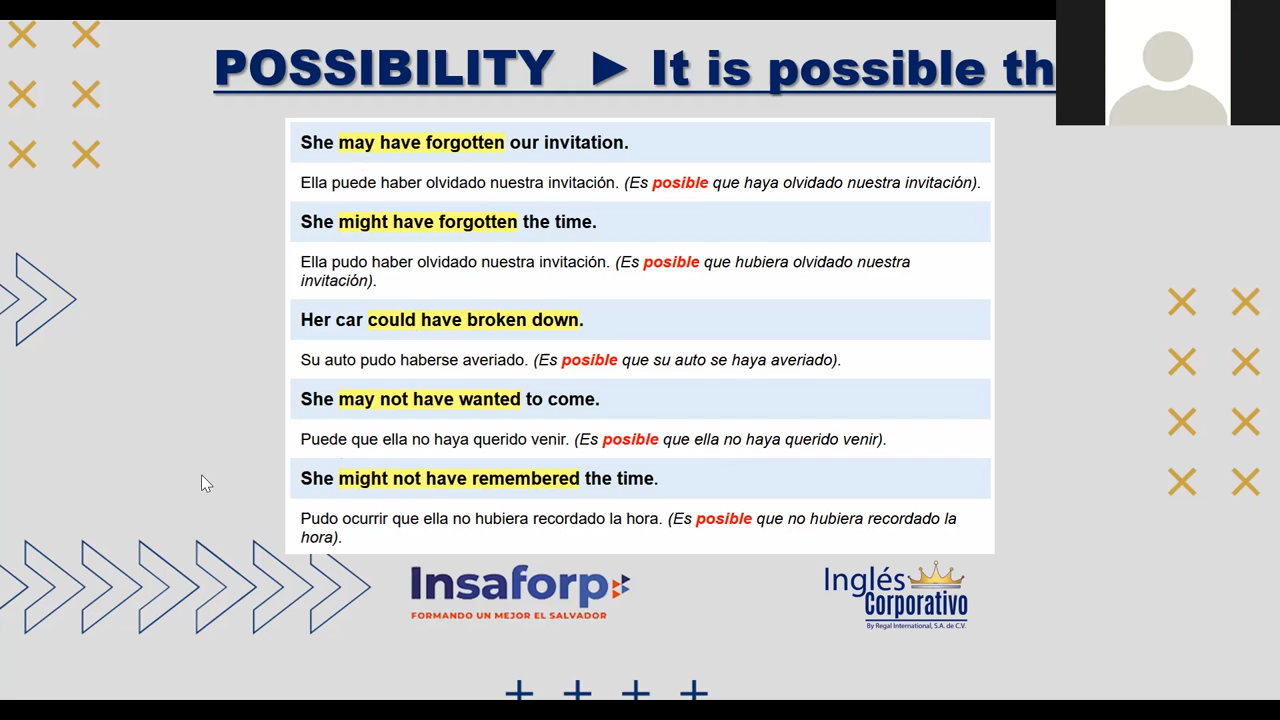 POSSIBILITY ► It is possible th
She may have forgotten our invitation.
Ella puede haber olvidado nuestra invitación. (Es posible que haya olvidado nuestra invitación).
She might have forgotten the time.
Ella pudo haber olvidado nuestra invitación. (Es posible que hubiera olvidado nuestra
invitación).
Her car could have broken down.
Su auto pudo haberse averiado. (Es posible que su auto se haya averiado).
She may not have wanted to come.
Puede que ella no haya querido venir. (Es posible que ella no haya querido venir).
She might not have remembered the time.
Pudo ocurrir que ella no hubiera recordado la hora. (Es posible que no hubiera recordado la
hora).
Insaforp
FORMANDO UN MEJOR EL SALVADOR
Inglés
Corporativo
By Regal International, S.A. de C.V.